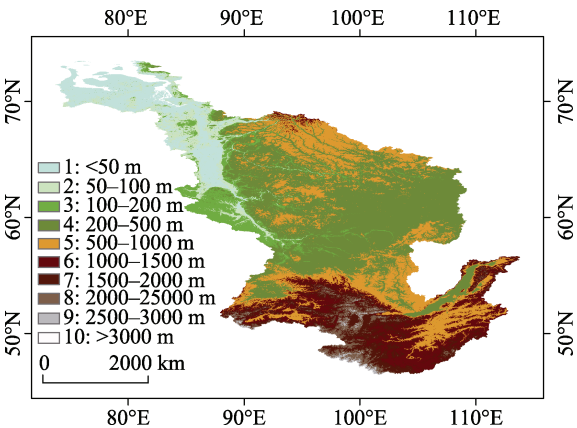 80°E 90°E 100°E 110°E
70°N 70°N
60°N 60°N
50°N 50°N
1: <50 m
2: 50–100 m
3: 100–200 m
4: 200–500 m
5: 500–1000 m
6: 1000–1500 m
7: 1500–2000 m
8: 2000–25000 m
9: 2500–3000 m
10: >3000 m
0 2000 km
80°E 90°E 100°E 110°E